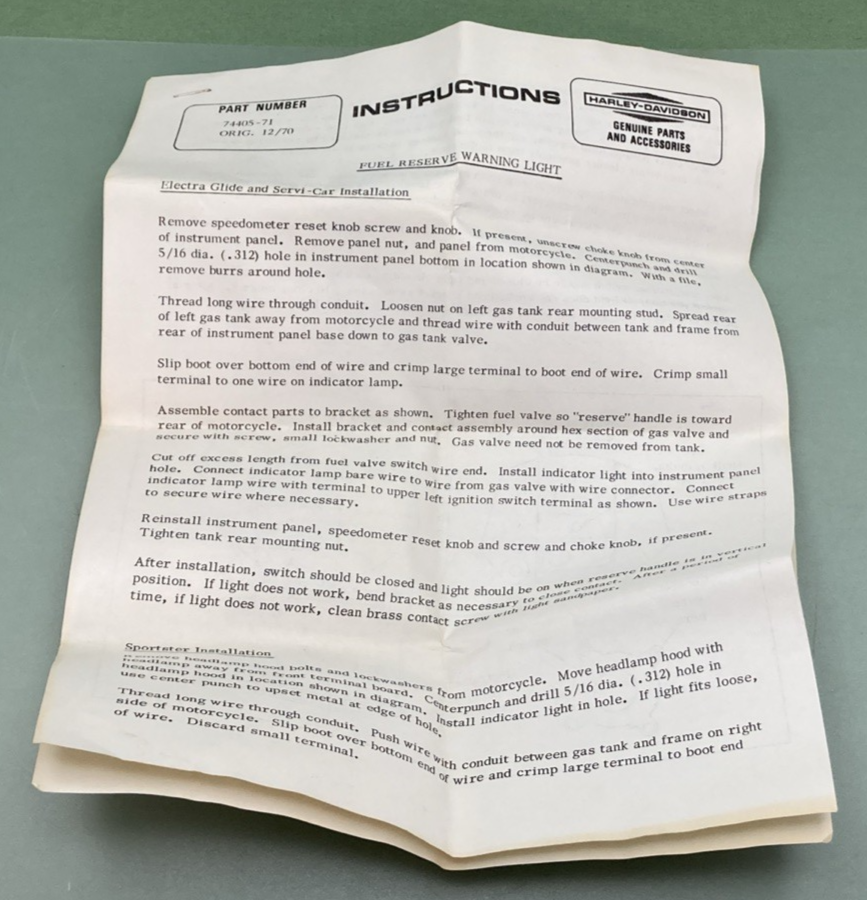 PART NUMBER
74405-71
ORIG. 12/70
INSTRUCTIONS
HARLEY-DAVIDSON
GENUINE PARTS
AND ACCESSORIES
FUEL RESERVE WARNING LIGHT
Electra Glide and Servi-Car Installation
Remove speedometer reset knob screw and knob. If present, unscrew choke knob from center
of instrument panel. Remove panel nut, and panel from motorcycle. Centerpunch and drill
5/16 dia. (.312) hole in instrument panel bottom in location shown in diagram. With a file,
remove burrs around hole.
Thread long wire through conduit. Loosen nut on left gas tank rear mounting stud. Spread rear
of left gas tank away from motorcycle and thread wire with conduit between tank and frame from
rear of instrument panel base down to gas tank valve.
Slip boot over bottom end of wire and crimp large terminal to boot end of wire. Crimp small
terminal to one wire on indicator lamp.
Assemble contact parts to bracket as shown. Tighten fuel valve so "reserve" handle is toward
rear of motorcycle. Install bracket and contact assembly around hex section of gas valve and
secure with screw, small lockwasher and nut. Gas valve need not be removed from tank.
Cut off excess length from fuel valve switch wire end. Install indicator light into instrument panel
hole. Connect indicator lamp bare wire to wire from gas valve with wire connector. Connect
indicator lamp wire with terminal to upper left ignition switch terminal as shown. Use wire straps
to secure wire where necessary.
Reinstall instrument panel, speedometer reset knob and screw and choke knob, if present.
Tighten tank rear mounting nut.
After installation, switch should be closed and light should be on when reserve handle is in vertical
position. If light does not work, bend bracket as necessary to close contact. After a period of
time, if light does not work, clean brass contact screw with light sandpaper.
Sportster Installation
Remove headlamp hood bolts and lockwashers from motorcycle. Move headlamp hood with
headlamp away from front terminal board. Centerpunch and drill 5/16 dia. (.312) hole in
headlamp hood in location shown in diagram. Install indicator light in hole. If light fits loose,
use center punch to upset metal at edge of hole.
Thread long wire through conduit. Push wire with conduit between gas tank and frame on right
side of motorcycle. Slip boot over bottom end of wire and crimp large terminal to boot end
of wire. Discard small terminal.